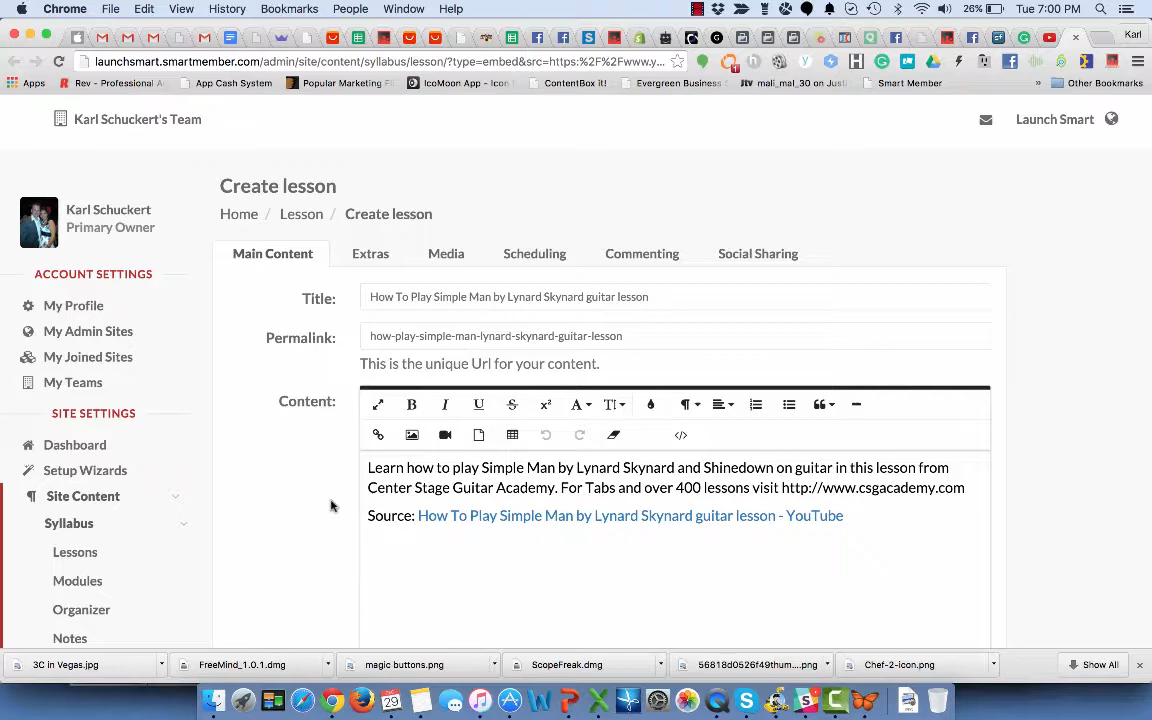 Chrome File Edit View History Bookmarks People Window Help 26% Tue 7:00 PM
Karl
launchsmart.smartmember.com/admin/site/content/syllabus/lesson/?type=embed&src=https:%2F%2Fwww.y...
Apps Rev - Professional A App Cash System Popular Marketing Fi IcoMoon App - Icon ContentBox it! Evergreen Business mali_mal_30 on Justi Smart Member » Other Bookmarks
Karl Schuckert's Team Launch Smart
Create lesson
Home / Lesson / Create lesson
Karl Schuckert
Primary Owner
Main Content Extras Media Scheduling Commenting Social Sharing
ACCOUNT SETTINGS
My Profile
My Admin Sites
My Joined Sites
My Teams
SITE SETTINGS
Dashboard
Setup Wizards
Site Content
Syllabus
Lessons
Modules
Organizer
Notes
Title: How To Play Simple Man by Lynard Skynard guitar lesson
Permalink: how-play-simple-man-lynard-skynard-guitar-lesson
This is the unique Url for your content.
Content:
Learn how to play Simple Man by Lynard Skynard and Shinedown on guitar in this lesson from
Center Stage Guitar Academy. For Tabs and over 400 lessons visit http://www.csgacademy.com
Source: How To Play Simple Man by Lynard Skynard guitar lesson - YouTube
3C in Vegas.jpg FreeMind_1.0.1.dmg magic buttons.png ScopeFreak.dmg 56818d0526f49thum....png Chef-2-icon.png Show All